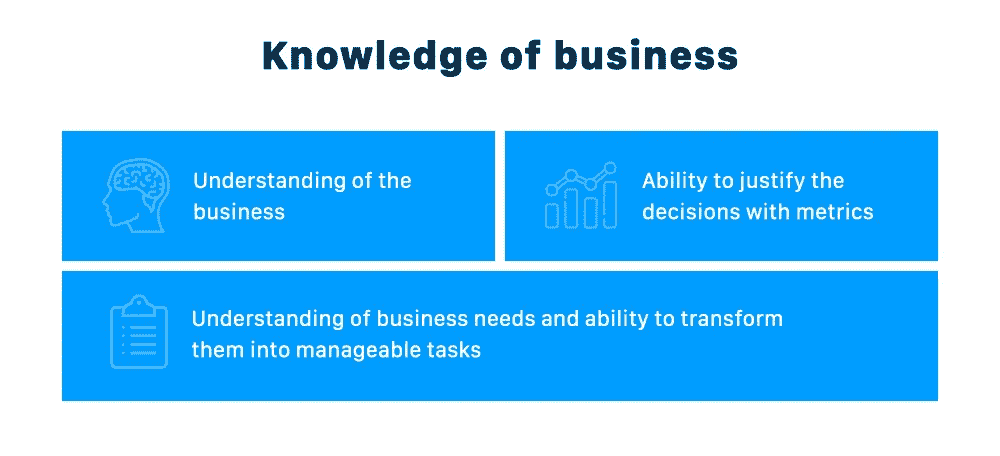 Knowledge of business
Understanding of the
business
Ability to justify the
decisions with metrics
Understanding of business needs and ability to transform
them into manageable tasks